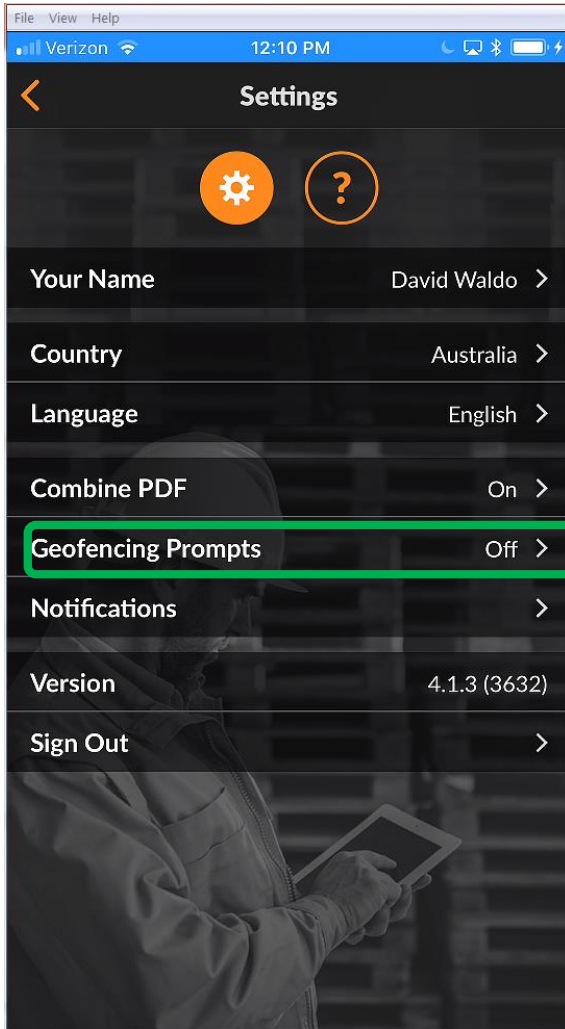 File View Help
Verizon 12:10 PM
Settings
?
Your Name David Waldo
Country Australia
Language English
Combine PDF On
Geofencing Prompts Off
Notifications
Version 4.1.3 (3632)
Sign Out